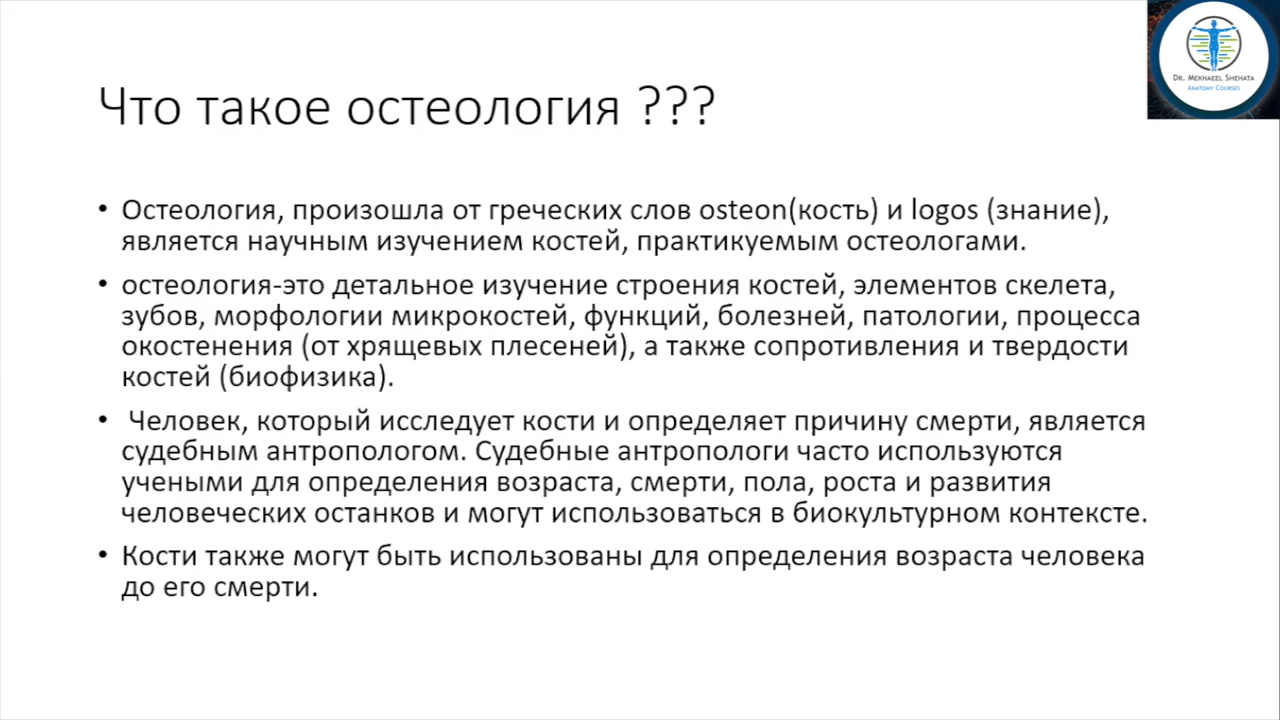 DR. MEKHAEEL SHEHATA
ANATOMY COURSES
Что такое остеология ???
• Остеология, произошла от греческих слов osteon(кость) и logos (знание),
является научным изучением костей, практикуемым остеологами.
• остеология-это детальное изучение строения костей, элементов скелета,
зубов, морфологии микрокостей, функций, болезней, патологии, процесса
окостенения (от хрящевых плесеней), а также сопротивления и твердости
костей (биофизика).
• Человек, который исследует кости и определяет причину смерти, является
судебным антропологом. Судебные антропологи часто используются
учеными для определения возраста, смерти, пола, роста и развития
человеческих останков и могут использоваться в биокультурном контексте.
• Кости также могут быть использованы для определения возраста человека
до его смерти.